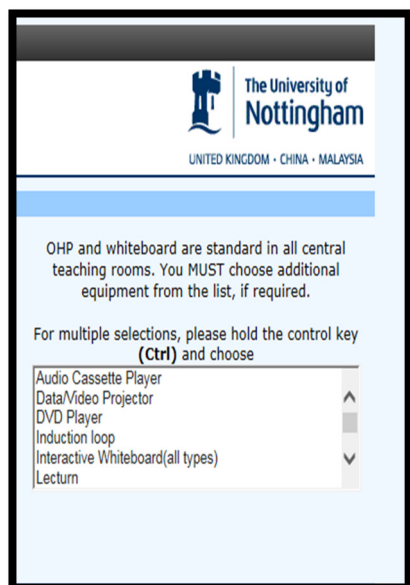 The University of
Nottingham
UNITED KINGDOM · CHINA · MALAYSIA
OHP and whiteboard are standard in all central
teaching rooms. You MUST choose additional
equipment from the list, if required.
For multiple selections, please hold the control key
(Ctrl) and choose
Audio Cassette Player
Data/Video Projector
DVD Player
Induction loop
Interactive Whiteboard(all types)
Lecturn